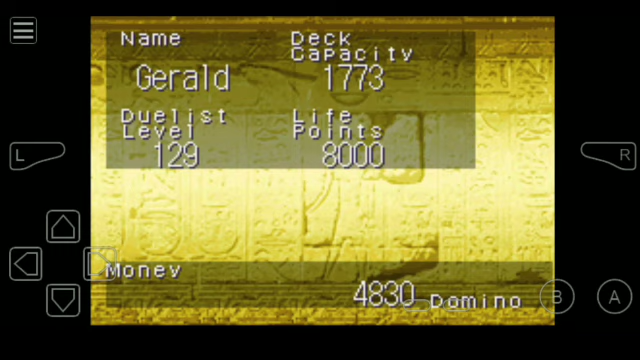 Name
Deck
Capacity
Gerald
1773
Duelist
Level
Life
Points
129
8000
Money
4830 Domino
L
R
B
A